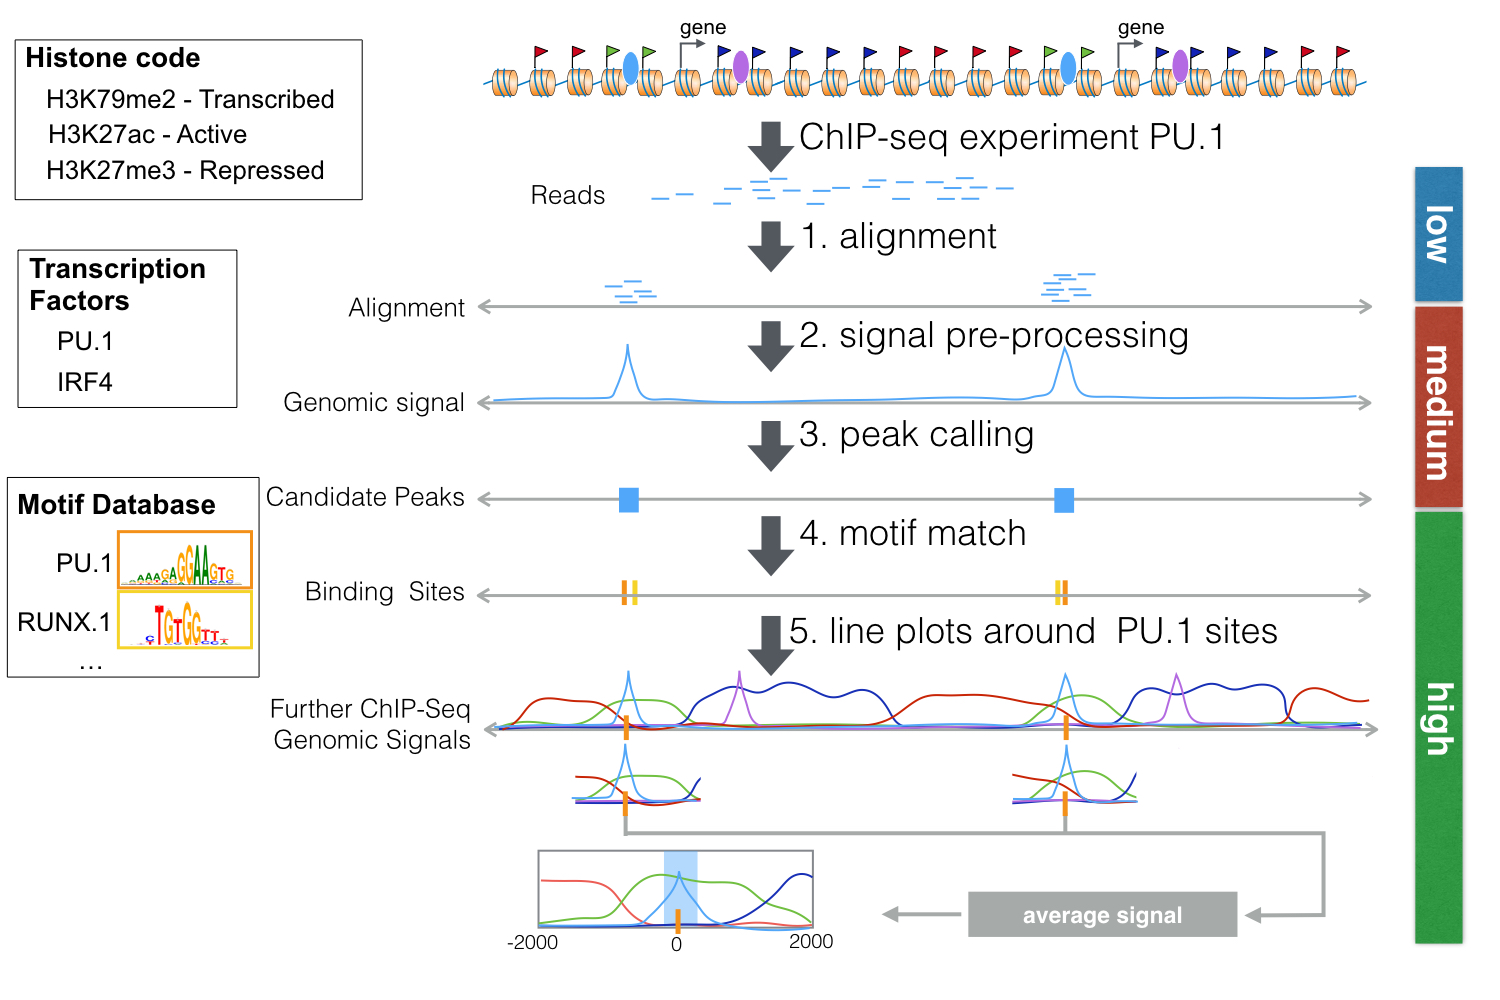 gene
gene
Histone code
H3K79me2 - Transcribed
H3K27ac - Active
H3K27me3 - Repressed
ChIP-seq experiment PU.1
Reads
1. alignment
low
Transcription
Factors
PU.1
IRF4
Alignment
2. signal pre-processing
Genomic signal
medium
3. peak calling
Candidate Peaks
Motif Database
PU.1
AAAGAGGAAGTG
RUNX.1
CTGTGGTTT
...
4. motif match
Binding Sites
5. line plots around PU.1 sites
Further ChIP-Seq
Genomic Signals
high
average signal
-2000
0
2000